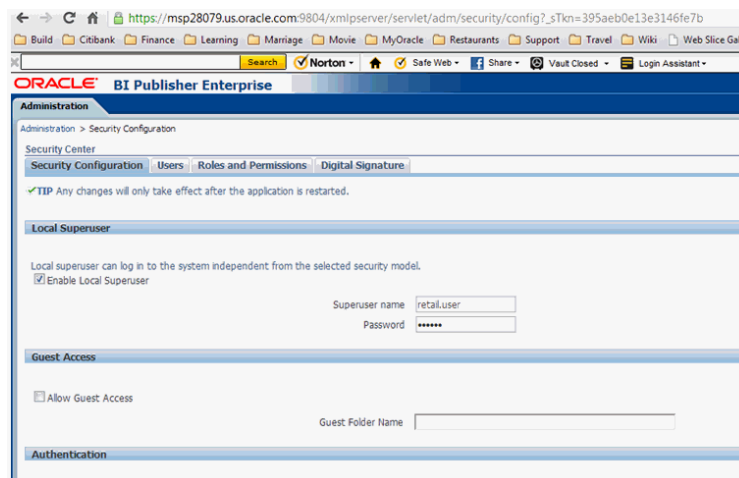 https://msp28079.us.oracle.com:9804/xmlpserver/servlet/adm/security/config?_sTkn=395aeb0e13e3146fe7b
Build Citibank Finance Learning Marriage Movie MyOracle Restaurants Support Travel Wiki Web Slice Gal
Search Norton Safe Web Share Vault Closed Login Assistant
ORACLE BI Publisher Enterprise
Administration
Administration > Security Configuration
Security Center
Security Configuration Users Roles and Permissions Digital Signature
TIP Any changes will only take effect after the application is restarted.
Local Superuser
Local superuser can log in to the system independent from the selected security model.
Enable Local Superuser
Superuser name retail.user
Password ••••••
Guest Access
Allow Guest Access
Guest Folder Name
Authentication